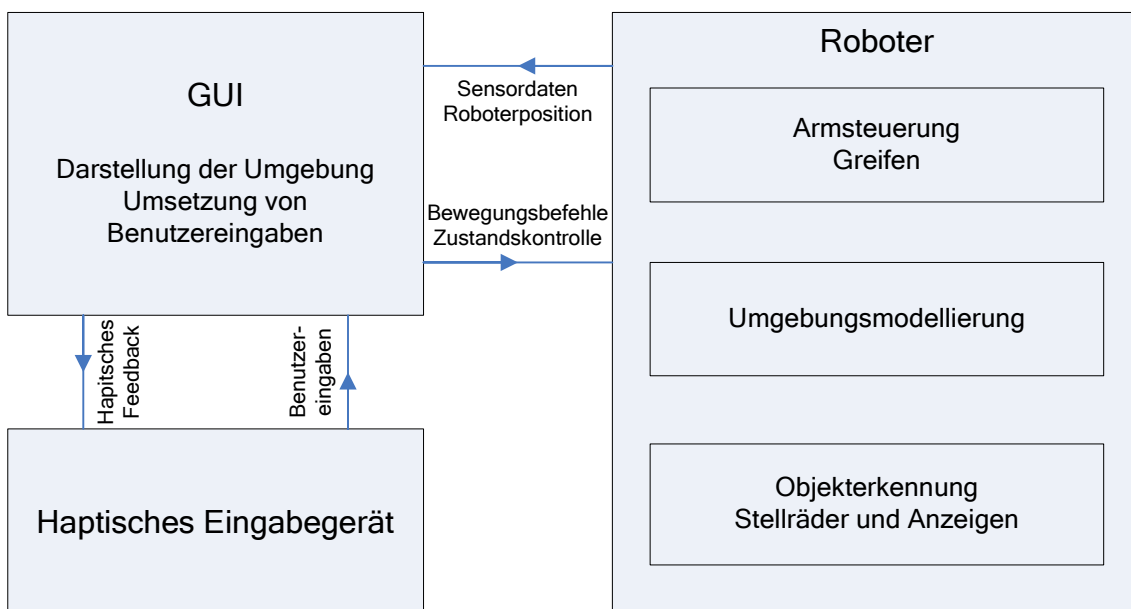 GUI
Darstellung der Umgebung
Umsetzung von
Benutzereingaben
Sensordaten
Roboterposition
Bewegungsbefehle
Zustandskontrolle
Roboter
Armsteuerung
Greifen
Umgebungsmodellierung
Objekterkennung
Stellräder und Anzeigen
Hapitsches
Feedback
Benutzer-
eingaben
Haptisches Eingabegerät